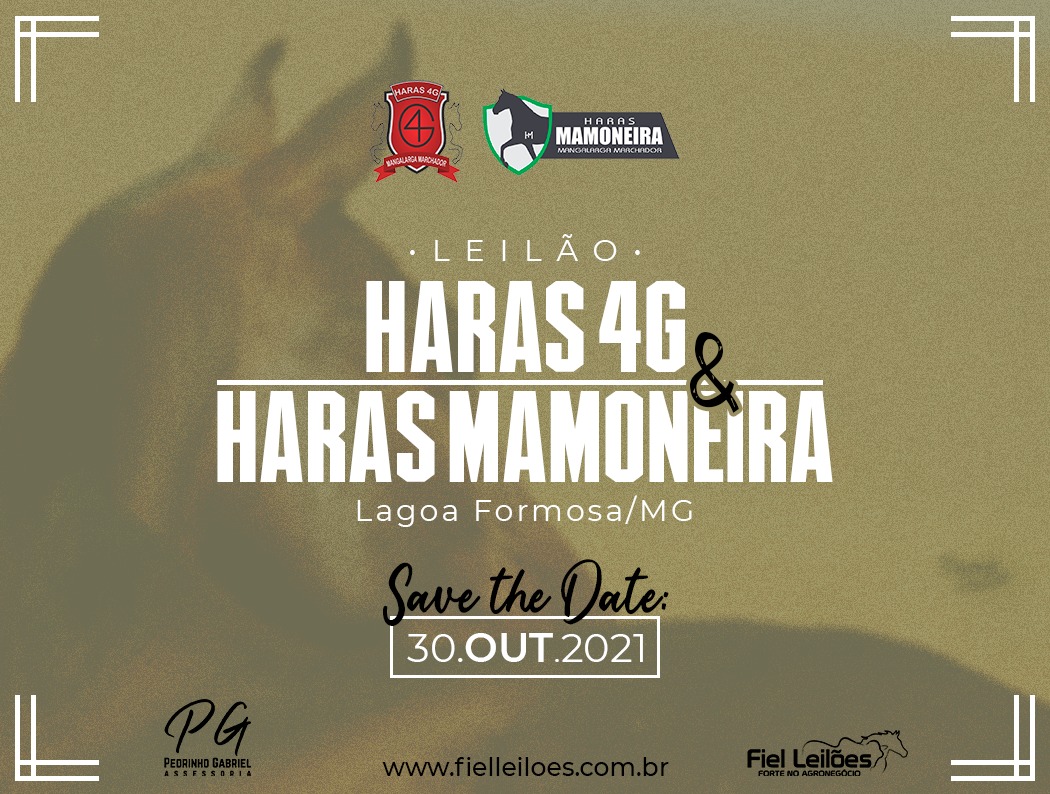 HARAS 4G
4G
MANGALARGA MARCHADOR
HARAS
MAMONEIRA
MANGALARGA MARCHADOR
· LEILÃO ·
HARAS 4G
&
HARAS MAMONEIRA
Lagoa Formosa/MG
Save the Date:
30.OUT.2021
PG
PEDRINHO GABRIEL
ASSESSORIA
www.fielleiloes.com.br
Fiel Leilões
FORTE NO AGRONEGÓCIO